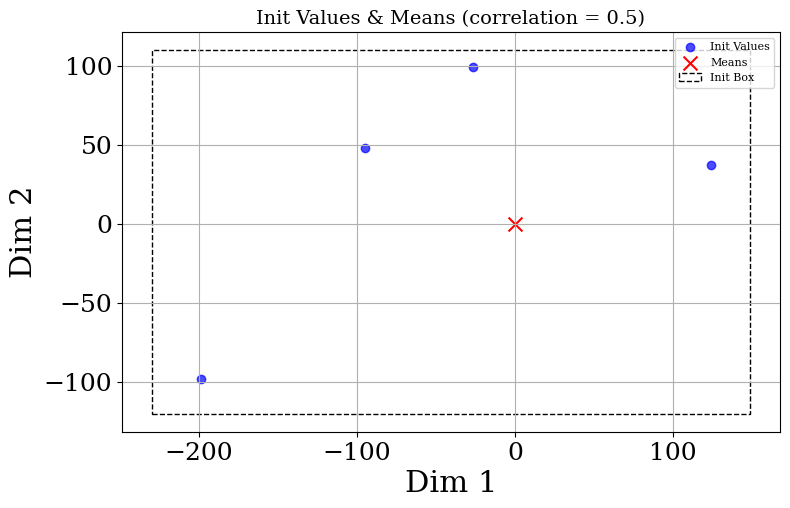 Init Values & Means (correlation = 0.5)
Init Values
Means
Init Box
100
50
0
−50
−100
Dim 2
−200
−100
0
100
Dim 1